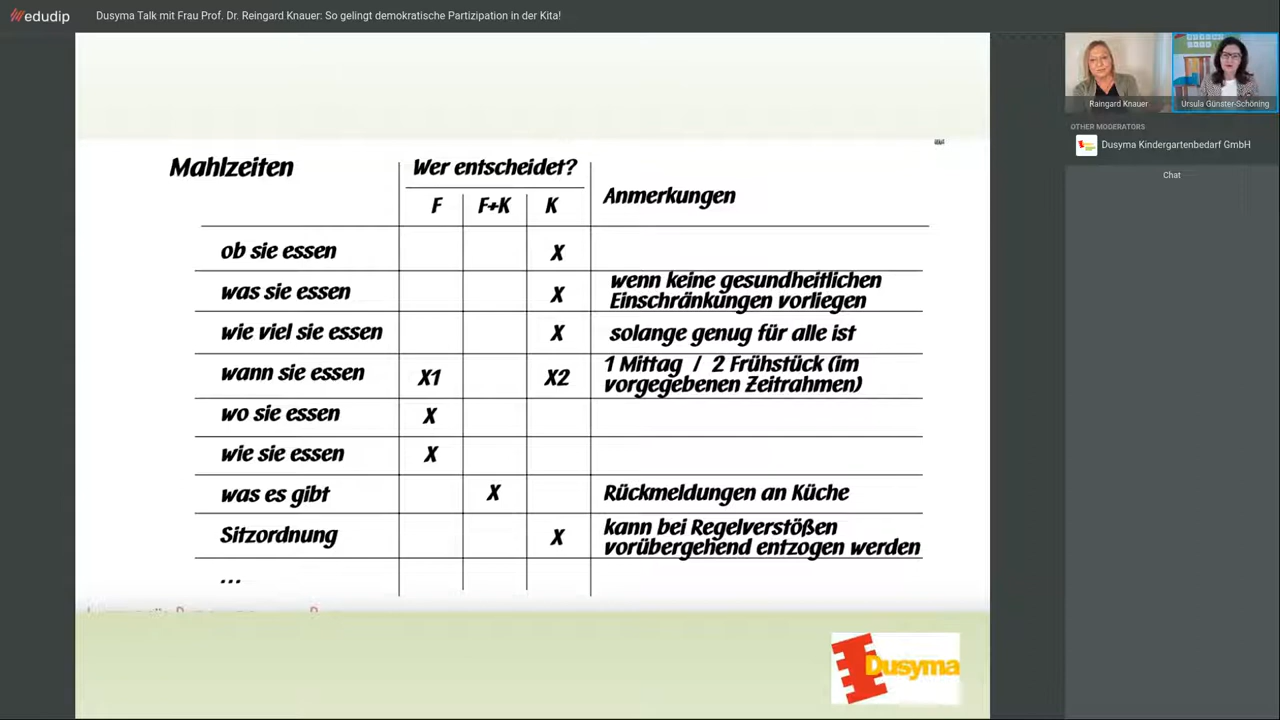 edudip
Dusyma Talk mit Frau Prof. Dr. Reingard Knauer: So gelingt demokratische Partizipation in der Kita!
Raingard Knauer
Ursula Günster-Schöning
OTHER MODERATORS
Dusyma Kindergartenbedarf GmbH
Chat
Mahlzeiten
Wer entscheidet?
Anmerkungen
F F+K K
ob sie essen X
was sie essen X wenn keine gesundheitlichen
Einschränkungen vorliegen
wie viel sie essen X solange genug für alle ist
wann sie essen X1 X2 1 Mittag / 2 Frühstück (im
vorgegebenen Zeitrahmen)
wo sie essen X
wie sie essen X
was es gibt X Rückmeldungen an Küche
Sitzordnung X kann bei Regelverstößen
vorübergehend entzogen werden
...
Dusyma